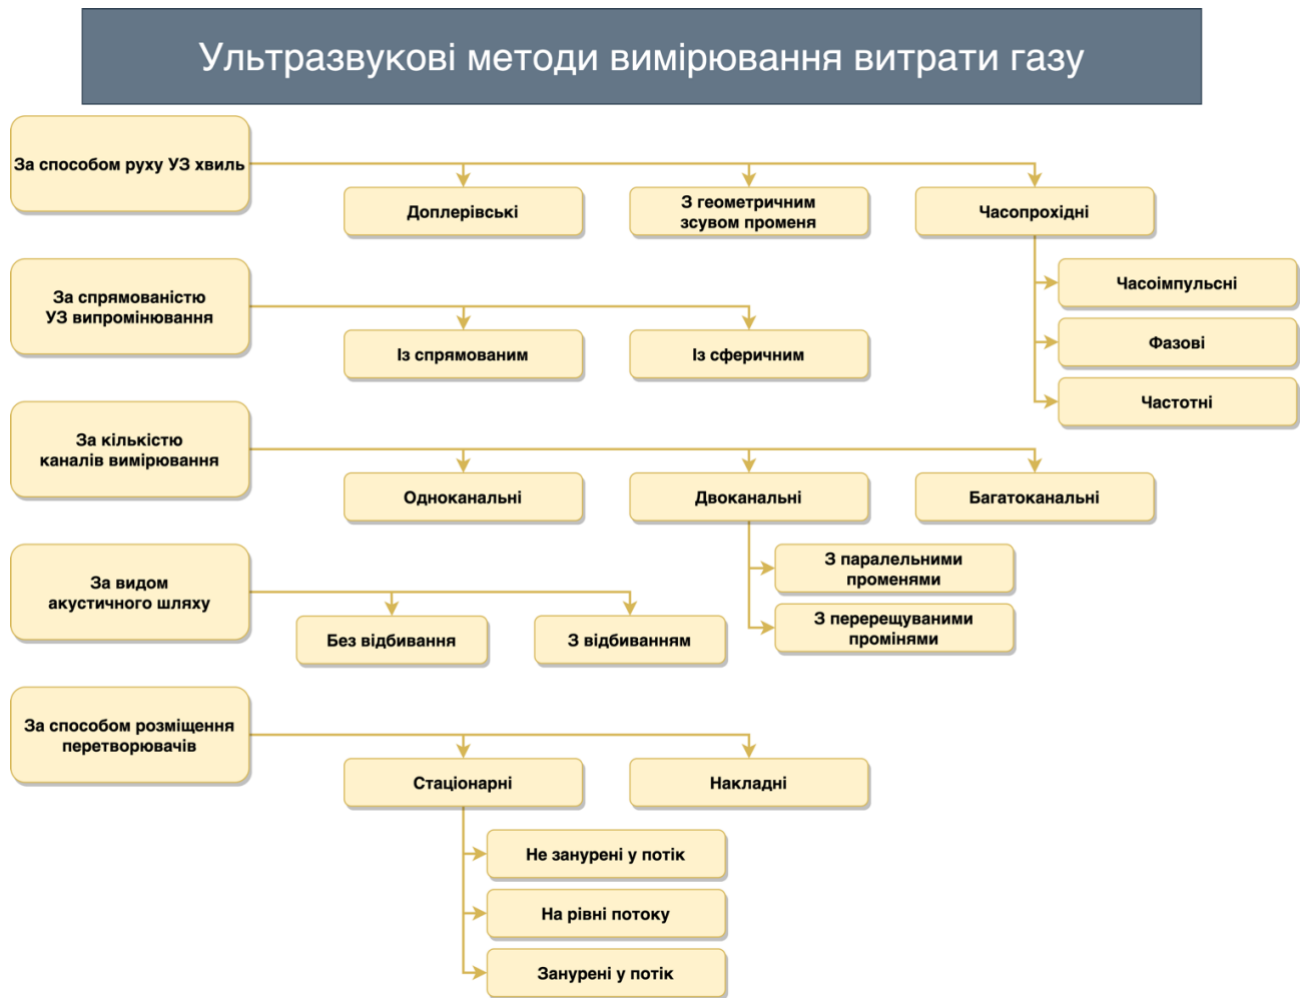 Ультразвукові методи вимірювання витрати газу
За способом руху УЗ хвиль
Доплерівські
З геометричним
зсувом променя
Часопрохідні
Часоімпульсні
Фазові
Частотні
За спрямованістю
УЗ випромінювання
Із спрямованим
Із сферичним
За кількістю
каналів вимірювання
Одноканальні
Двоканальні
Багатоканальні
З паралельними
променями
З перерещуваними
промінями
За видом
акустичного шляху
Без відбивання
З відбиванням
За способом розміщення
перетворювачів
Стаціонарні
Накладні
Не занурені у потік
На рівні потоку
Занурені у потік